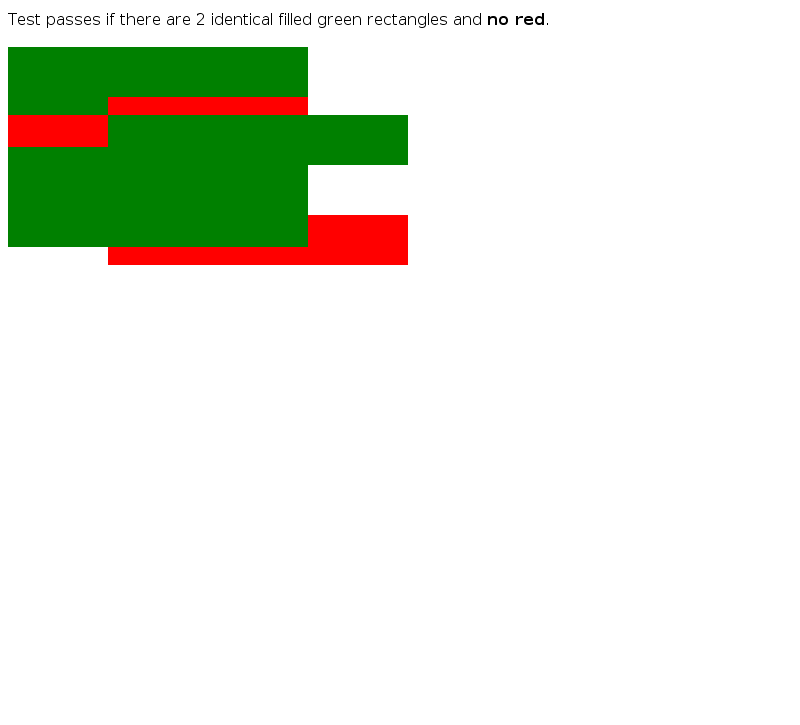 Test passes if there are 2 identical filled green rectangles and no red.